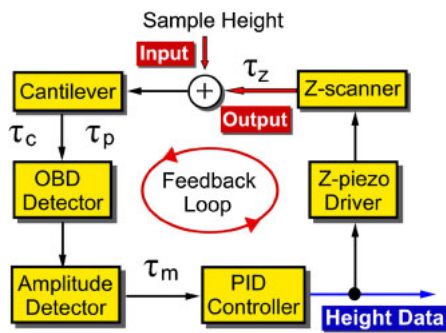 Sample Height
Input
τz
Cantilever
+
Z-scanner
Output
τc
τp
OBD
Detector
Feedback
Loop
Z-piezo
Driver
Amplitude
Detector
τm
PID
Controller
Height Data